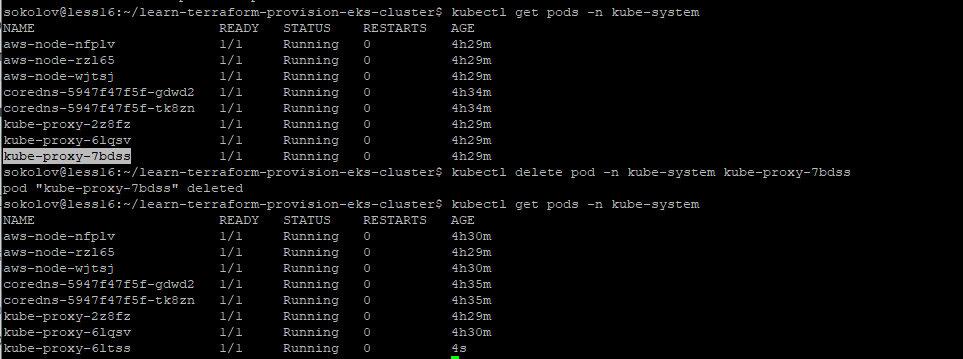 sokolov@less16:~/learn-terraform-provision-eks-cluster$ kubectl get pods -n kube-system
NAME READY STATUS RESTARTS AGE
aws-node-nfplv 1/1 Running 0 4h29m
aws-node-rzl65 1/1 Running 0 4h29m
aws-node-wjtsj 1/1 Running 0 4h29m
coredns-5947f47f5f-gdwd2 1/1 Running 0 4h34m
coredns-5947f47f5f-tk8zn 1/1 Running 0 4h34m
kube-proxy-2z8fz 1/1 Running 0 4h29m
kube-proxy-6lqsv 1/1 Running 0 4h29m
kube-proxy-7bdss 1/1 Running 0 4h29m
sokolov@less16:~/learn-terraform-provision-eks-cluster$ kubectl delete pod -n kube-system kube-proxy-7bdss
pod "kube-proxy-7bdss" deleted
sokolov@less16:~/learn-terraform-provision-eks-cluster$ kubectl get pods -n kube-system
NAME READY STATUS RESTARTS AGE
aws-node-nfplv 1/1 Running 0 4h30m
aws-node-rzl65 1/1 Running 0 4h29m
aws-node-wjtsj 1/1 Running 0 4h30m
coredns-5947f47f5f-gdwd2 1/1 Running 0 4h35m
coredns-5947f47f5f-tk8zn 1/1 Running 0 4h35m
kube-proxy-2z8fz 1/1 Running 0 4h29m
kube-proxy-6lqsv 1/1 Running 0 4h30m
kube-proxy-6ltss 1/1 Running 0 4s